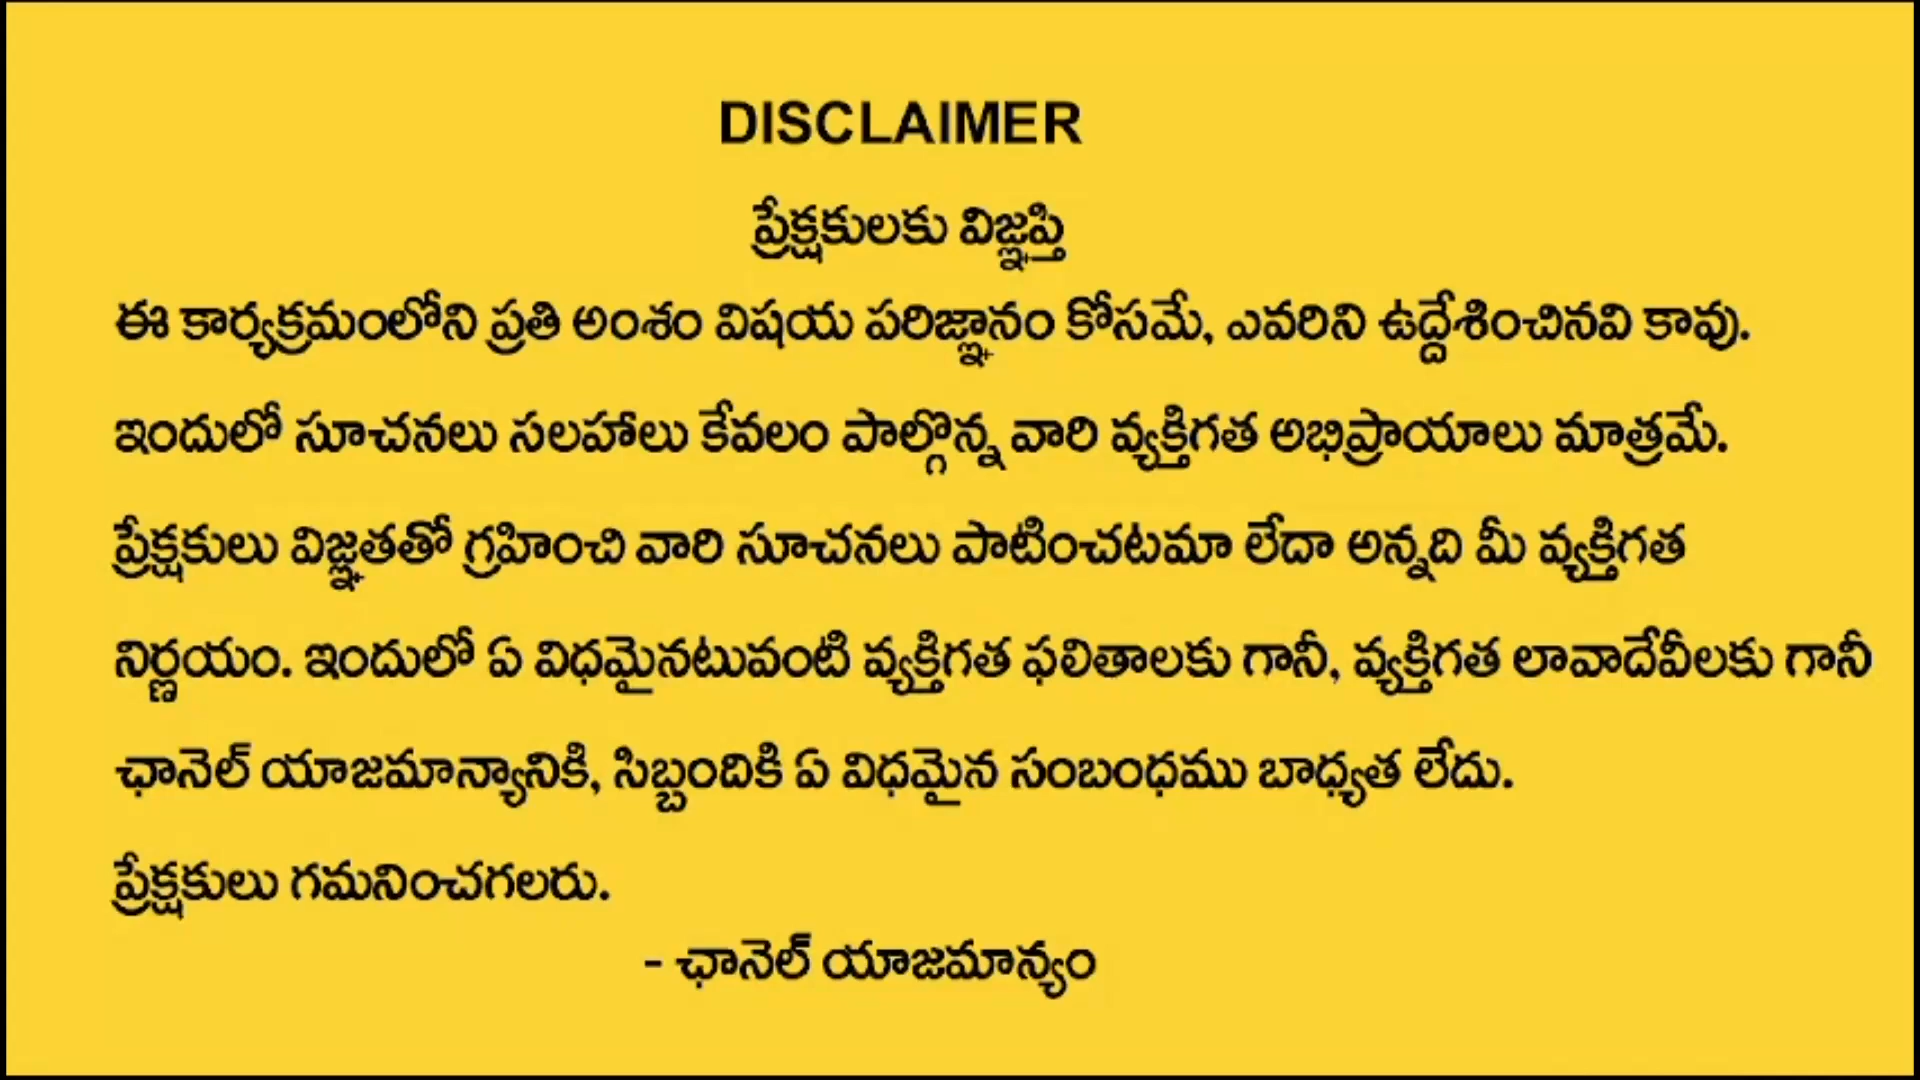 DISCLAIMER
ప్రేక్షకులకు విజ్ఞప్తి
ఈ కార్యక్రమంలోని ప్రతి అంశం విషయ పరిజ్ఞానం కోసమే, ఎవరిని ఉద్దేశించినవి కావు.
ఇందులో సూచనలు సలహాలు కేవలం పాల్గొన్న వారి వ్యక్తిగత అభిప్రాయాలు మాత్రమే.
ప్రేక్షకులు విజ్ఞతతో గ్రహించి వారి సూచనలు పాటించటమా లేదా అన్నది మీ వ్యక్తిగత
నిర్ణయం. ఇందులో ఏ విధమైనటువంటి వ్యక్తిగత ఫలితాలకు గానీ, వ్యక్తిగత లావాదేవీలకు గానీ
ఛానెల్ యాజమాన్యానికి, సిబ్బందికి ఏ విధమైన సంబంధము బాధ్యత లేదు.
ప్రేక్షకులు గమనించగలరు.
- ఛానెల్ యాజమాన్యం